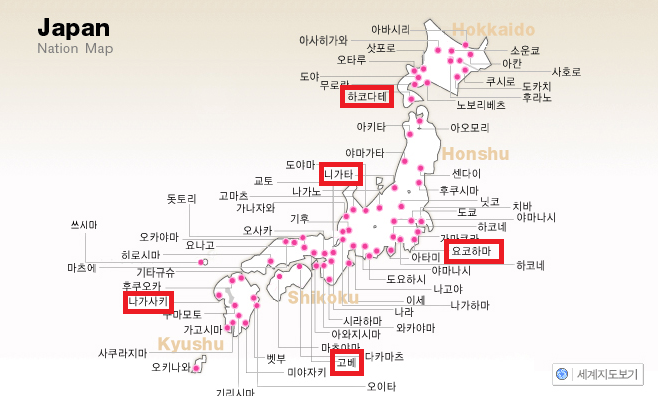 Japan
Nation Map
Hokkaido
아바시리
아사히가와
삿포로
소운쿄
오타루
아칸
사호로
도야
쿠시로
무로란
도카치
후라노
하코다테
노보리베츠
아키타
아오모리
야마가타
Honshu
도야마
니가타
센다이
교토
나가노
후쿠시마
고마츠
돗토리
가나자와
닛코
치바
도쿄
기후
야마나시
쓰시마
오사카
하코네
오카야마
요나고
요코하마
히로시마
아타미
하코네
마츠에
기타규슈
야마나시
도요하시
후쿠오카
나고야
Shikoku
나가사키
이세
나가하마
나라
시라하마
가고시마
와카야마
아와지시마
Kyushu
마츠야마
사쿠라지마
벳부
고베
다카마츠
오키나와
미야자키
오이타
기리시마
세계지도보기